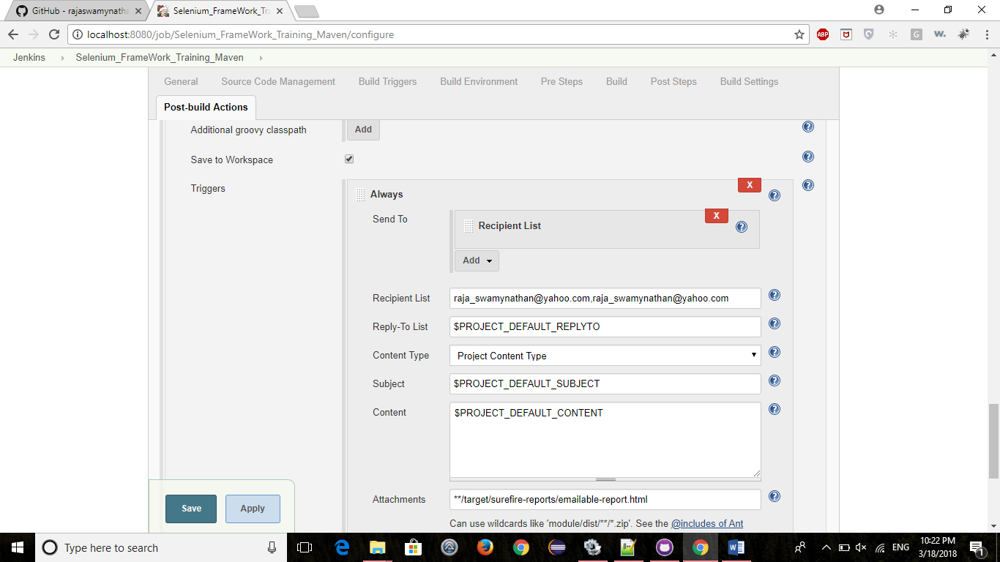 GitHub - rajaswamynath
Selenium_FrameWork_Tra
localhost:8080/job/Selenium_FrameWork_Training_Maven/configure
ABP
G
w.
Jenkins
Selenium_FrameWork_Training_Maven
General
Source Code Management
Build Triggers
Build Environment
Pre Steps
Build
Post Steps
Build Settings
Post-build Actions
Additional groovy classpath
Add
Save to Workspace
Triggers
X
Always
Send To
X
Recipient List
Add
Recipient List
raja_swamynathan@yahoo.com,raja_swamynathan@yahoo.com
Reply-To List
$PROJECT_DEFAULT_REPLYTO
Content Type
Project Content Type
Subject
$PROJECT_DEFAULT_SUBJECT
Content
$PROJECT_DEFAULT_CONTENT
Save
Apply
Attachments
**/target/surefire-reports/emailable-report.html
Can use wildcards like 'module/dist/**/*.zip'. See the @includes of Ant
Type here to search
ENG
10:22 PM
3/18/2018
1